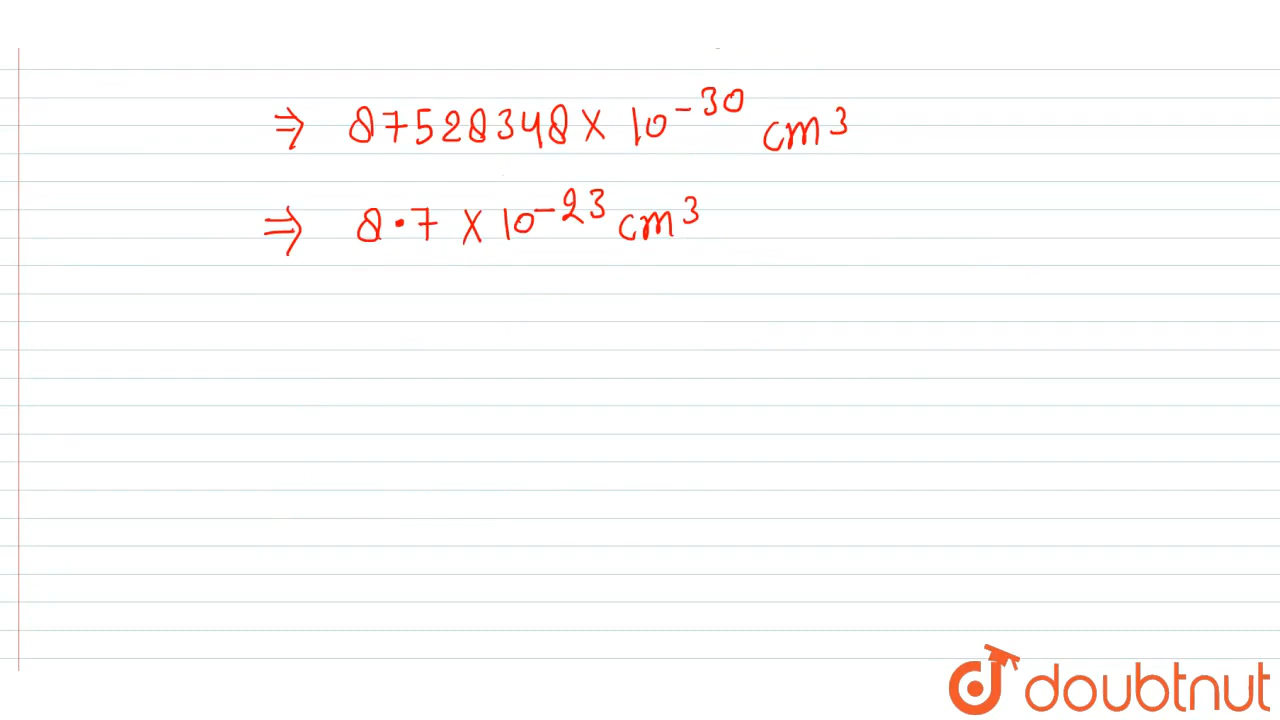 ⇒ 87528348 × 10⁻³⁰ cm³
⇒ 8.7 × 10⁻²³ cm³
doubtnut